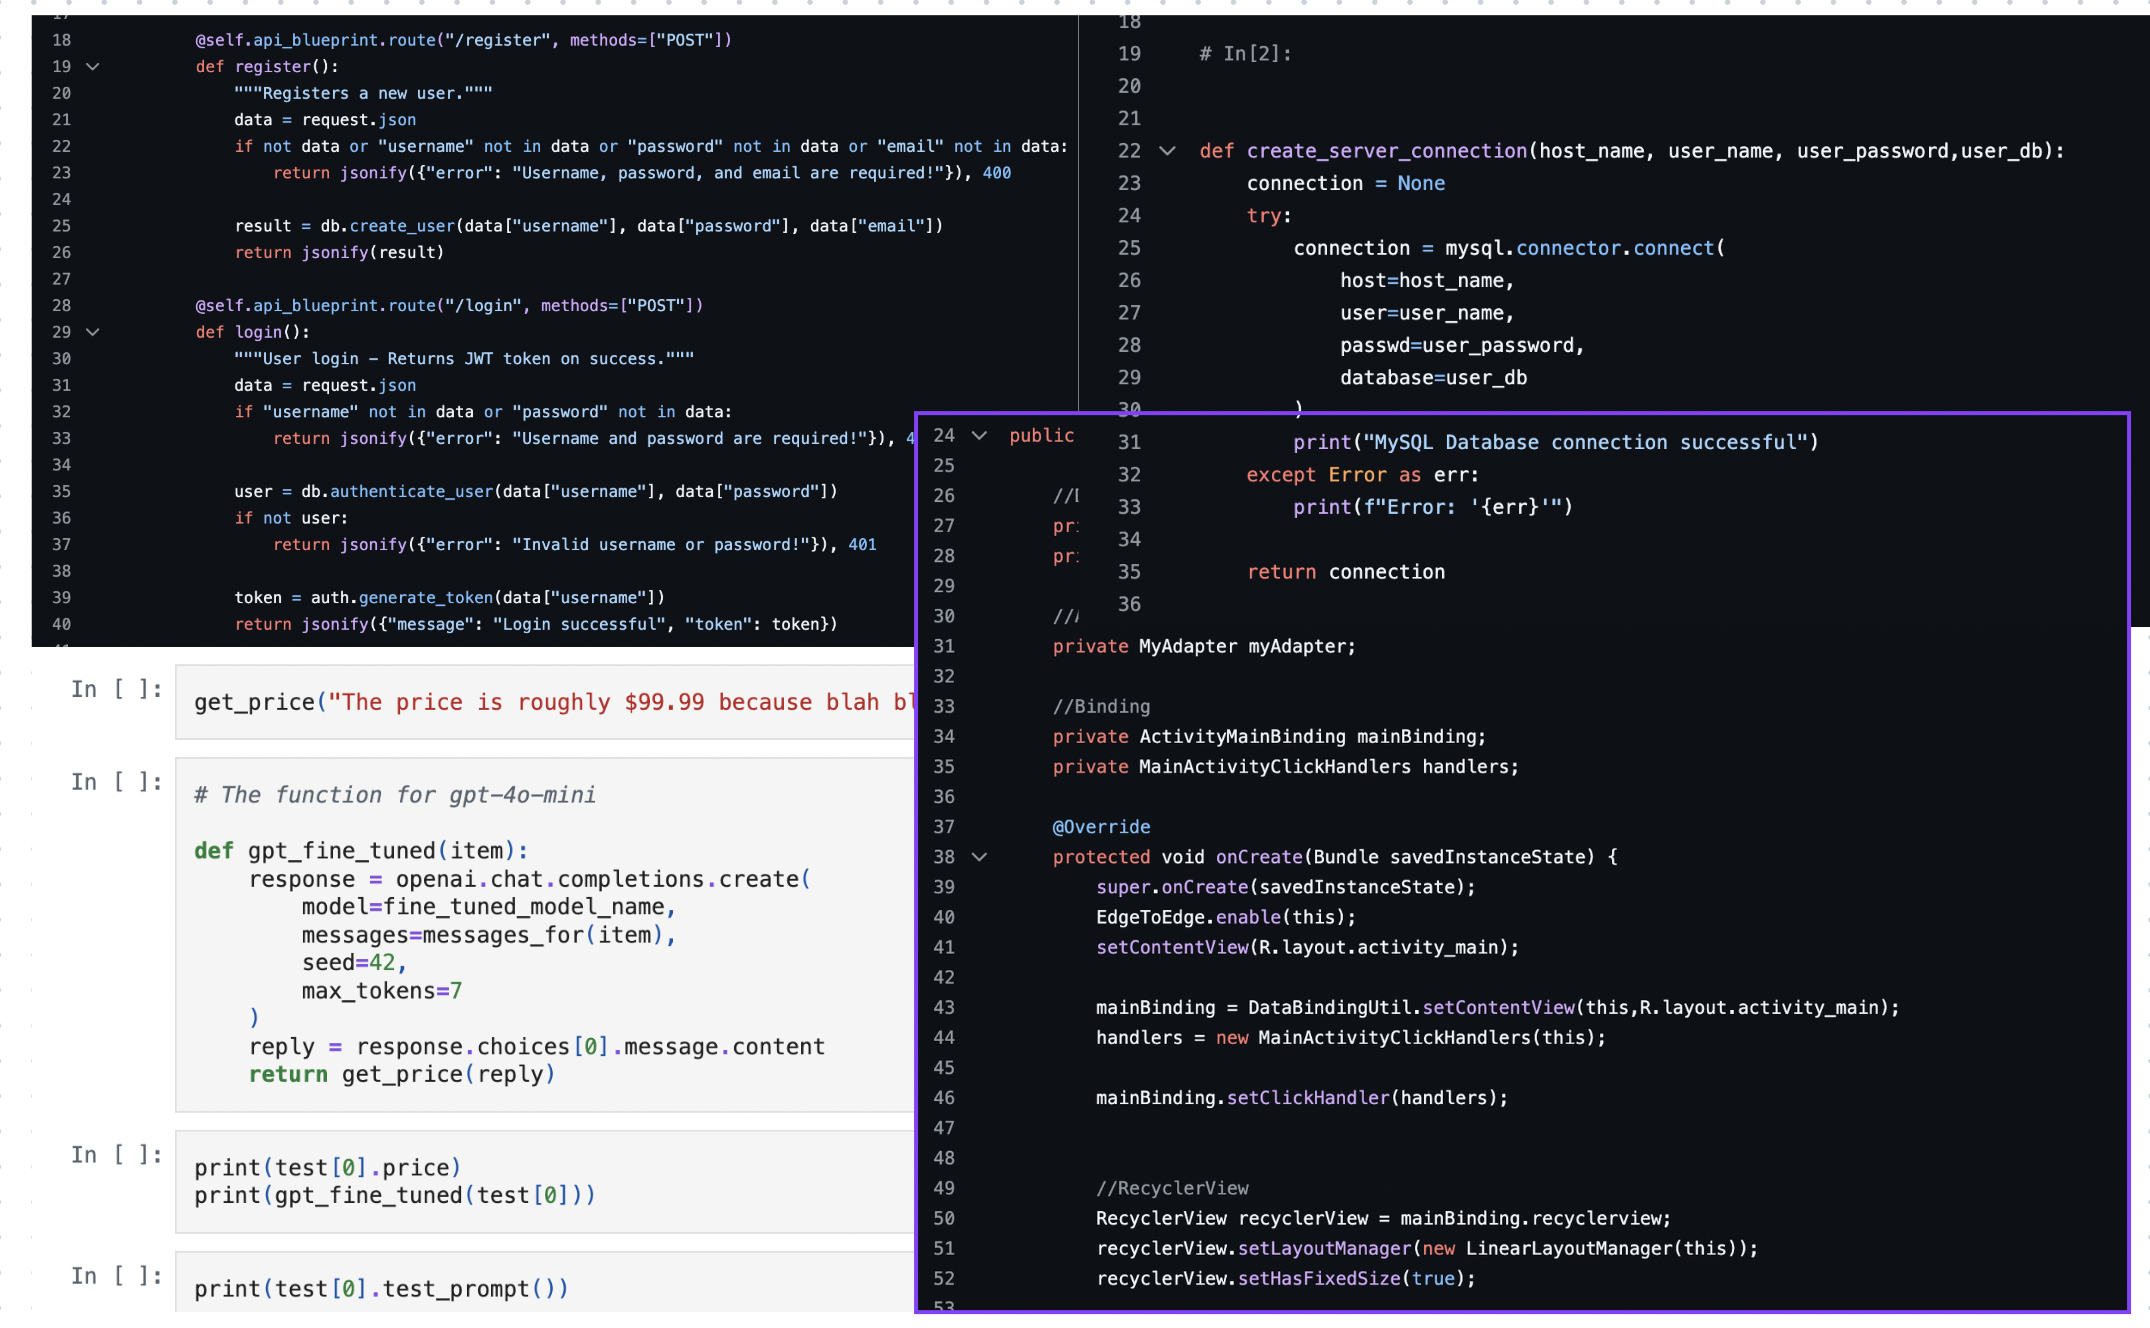 17
18 @self.api_blueprint.route("/register", methods=["POST"])
19 def register():
20 """Registers a new user."""
21 data = request.json
22 if not data or "username" not in data or "password" not in data or "email" not in data:
23 return jsonify({"error": "Username, password, and email are required!"}), 400
24
25 result = db.create_user(data["username"], data["password"], data["email"])
26 return jsonify(result)
27
28 @self.api_blueprint.route("/login", methods=["POST"])
29 def login():
30 """User login – Returns JWT token on success."""
31 data = request.json
32 if "username" not in data or "password" not in data:
33 return jsonify({"error": "Username and password are required!"}), 4
34
35 user = db.authenticate_user(data["username"], data["password"])
36 if not user:
37 return jsonify({"error": "Invalid username or password!"}), 401
38
39 token = auth.generate_token(data["username"])
40 return jsonify({"message": "Login successful", "token": token})
18
19 # In[2]:
20
21
22 def create_server_connection(host_name, user_name, user_password,user_db):
23 connection = None
24 try:
25 connection = mysql.connector.connect(
26 host=host_name,
27 user=user_name,
28 passwd=user_password,
29 database=user_db
30 )
31 print("MySQL Database connection successful")
32 except Error as err:
33 print(f"Error: '{err}'")
34
35 return connection
36
In [ ]: get_price("The price is roughly $99.99 because blah
In [ ]: # The function for gpt-4o-mini
def gpt_fine_tuned(item):
response = openai.chat.completions.create(
model=fine_tuned_model_name,
messages=messages_for(item),
seed=42,
max_tokens=7
)
reply = response.choices[0].message.content
return get_price(reply)
In [ ]: print(test[0].price)
print(gpt_fine_tuned(test[0]))
In [ ]: print(test[0].test_prompt())
24 public
25
26 //
27 pri
28 pri
29
30 //
31 private MyAdapter myAdapter;
32
33 //Binding
34 private ActivityMainBinding mainBinding;
35 private MainActivityClickHandlers handlers;
36
37 @Override
38 protected void onCreate(Bundle savedInstanceState) {
39 super.onCreate(savedInstanceState);
40 EdgeToEdge.enable(this);
41 setContentView(R.layout.activity_main);
42
43 mainBinding = DataBindingUtil.setContentView(this,R.layout.activity_main);
44 handlers = new MainActivityClickHandlers(this);
45
46 mainBinding.setClickHandler(handlers);
47
48
49 //RecyclerView
50 RecyclerView recyclerView = mainBinding.recyclerview;
51 recyclerView.setLayoutManager(new LinearLayoutManager(this));
52 recyclerView.setHasFixedSize(true);
53